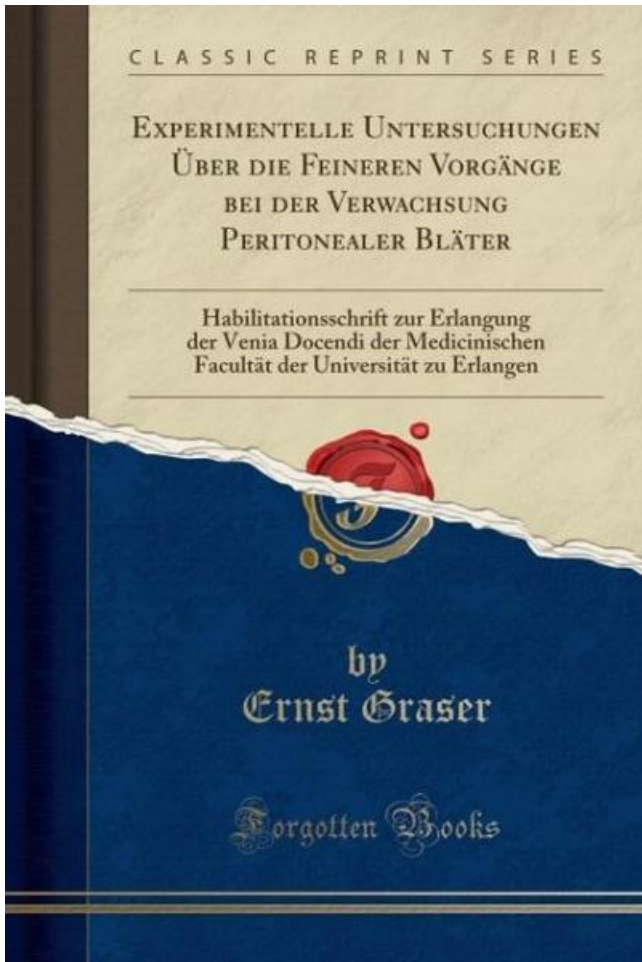 CLASSIC REPRINT SERIES
EXPERIMENTELLE UNTERSUCHUNGEN
ÜBER DIE FEINEREN VORGÄNGE
BEI DER VERWACHSUNG
PERITONEALER BLÄTER
Habilitationsschrift zur Erlangung
der Venia Docendi der Medicinischen
Facultät der Universität zu Erlangen
by
Ernst Graser
Forgotten Books